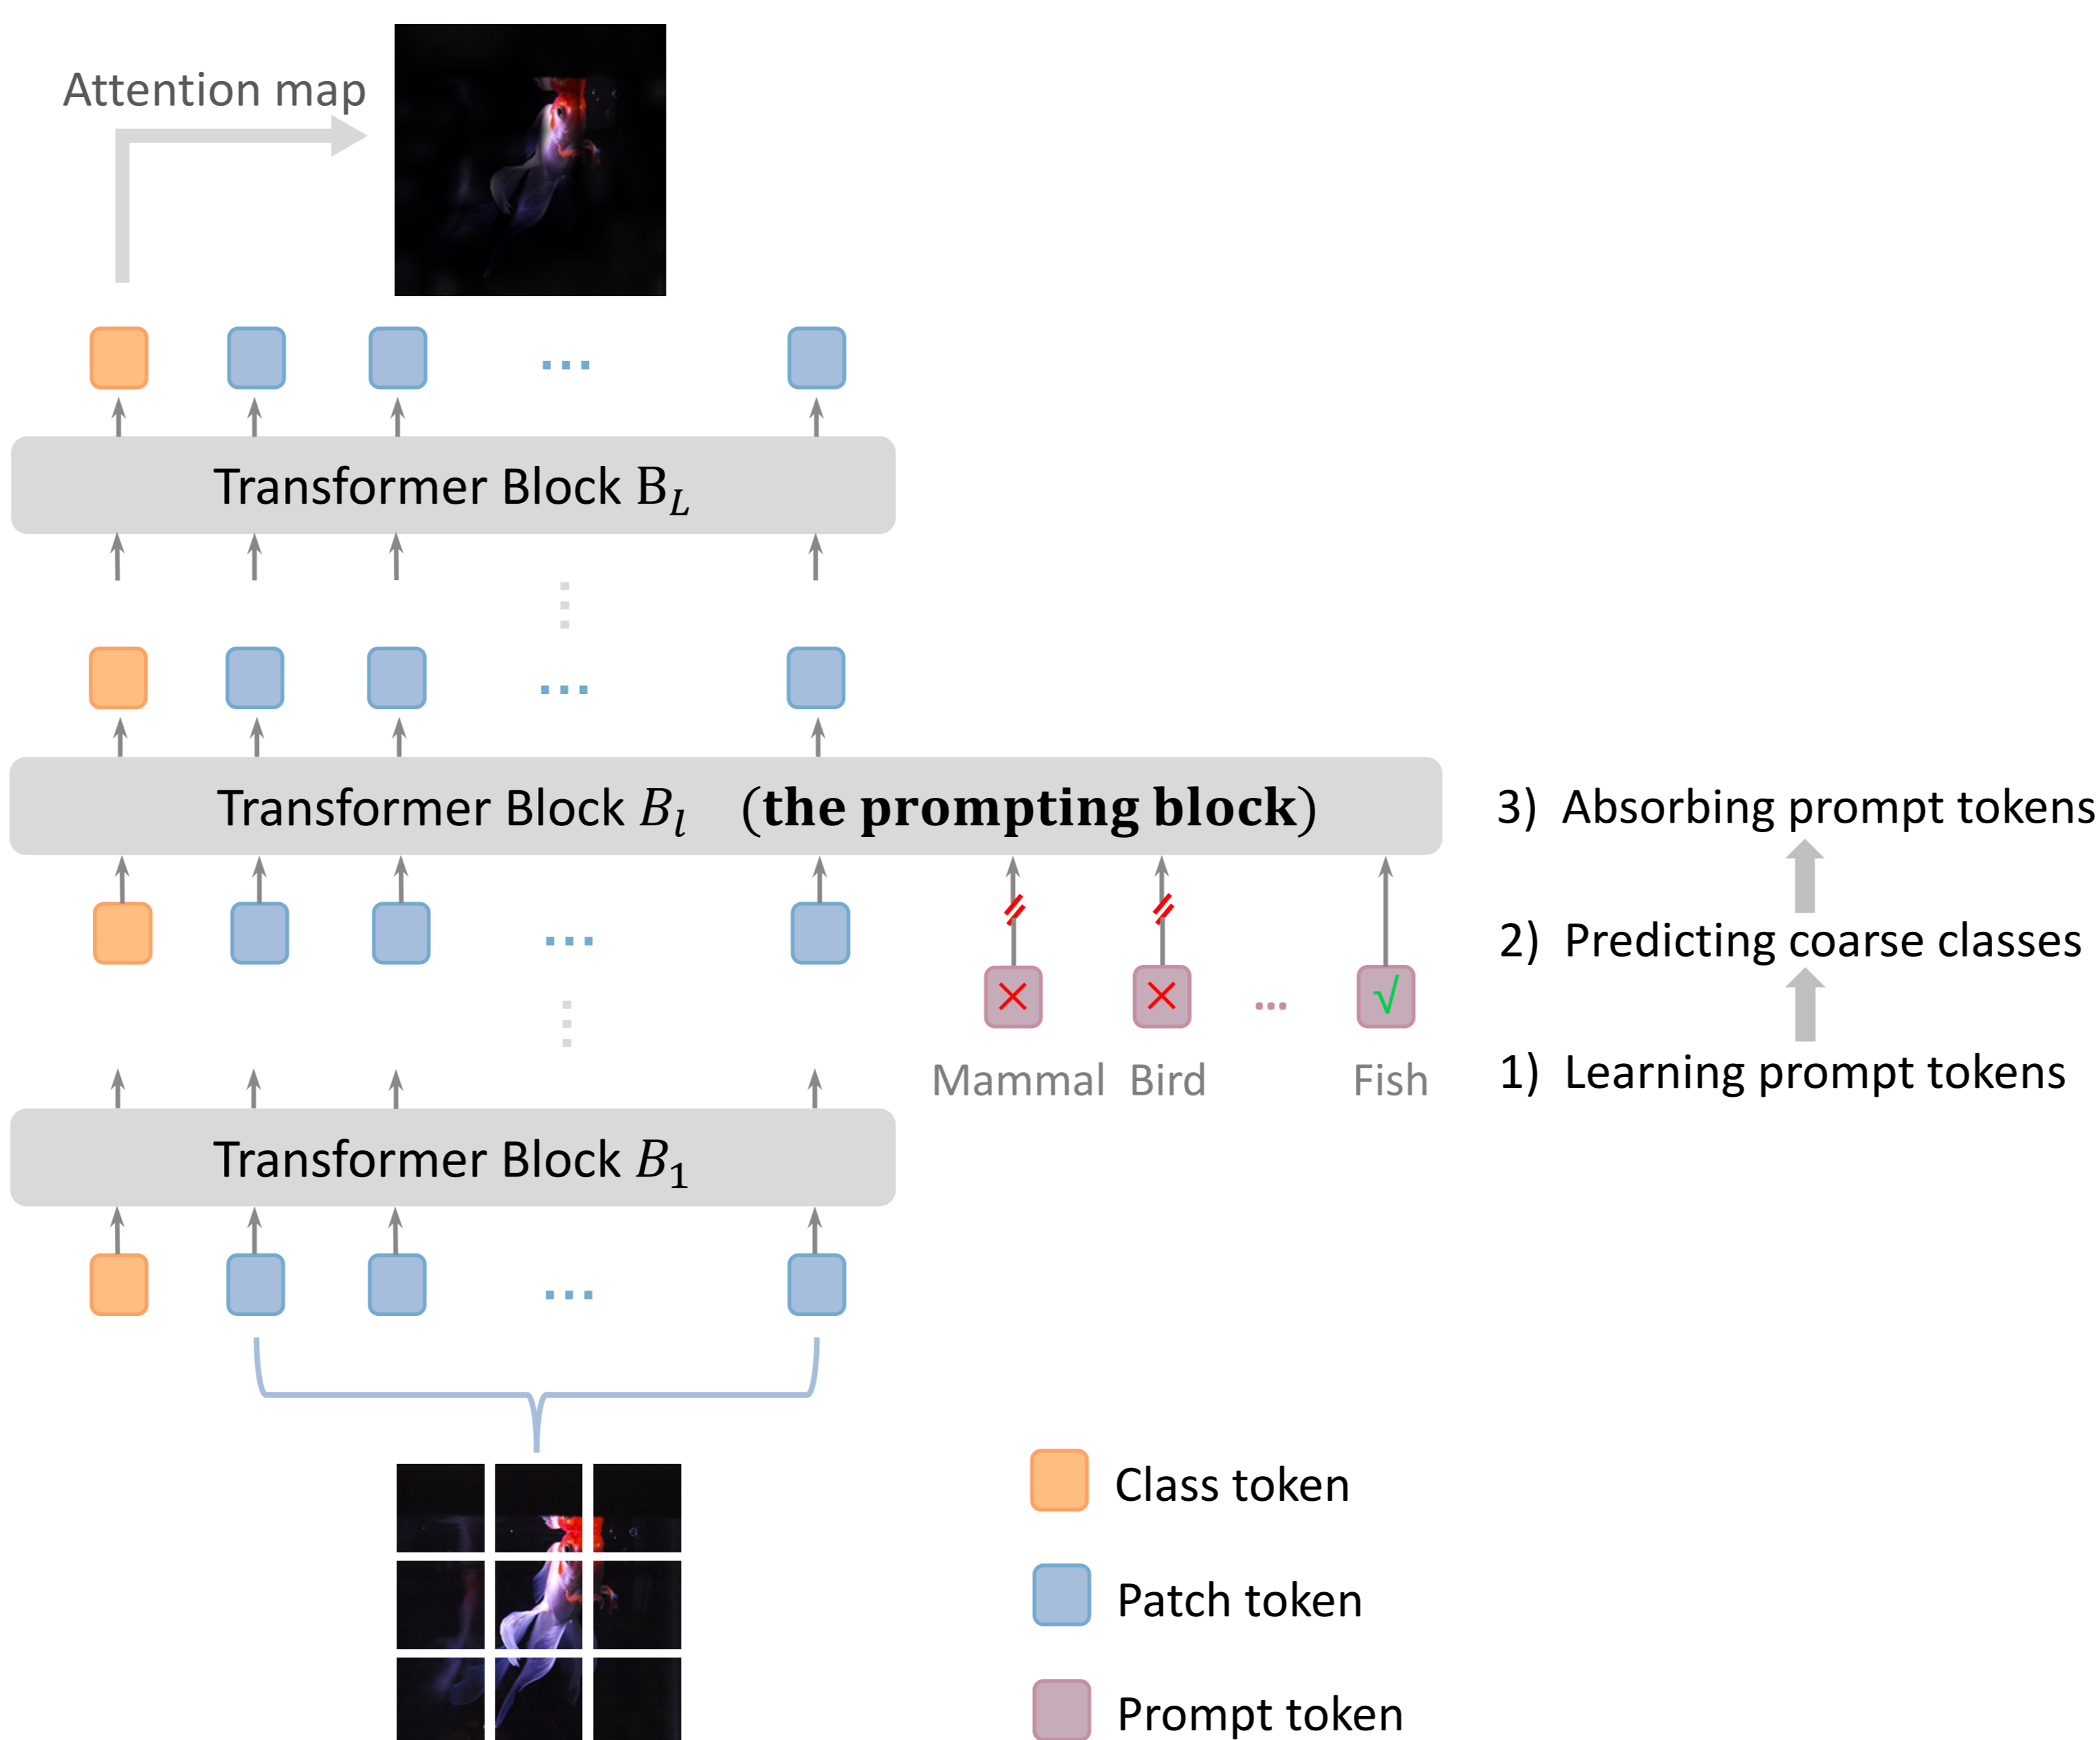 Attention map
Transformer Block B_L
Transformer Block B_l (the prompting block)
3) Absorbing prompt tokens
2) Predicting coarse classes
1) Learning prompt tokens
× × ... √
Mammal Bird Fish
Transformer Block B_1
Class token
Patch token
Prompt token